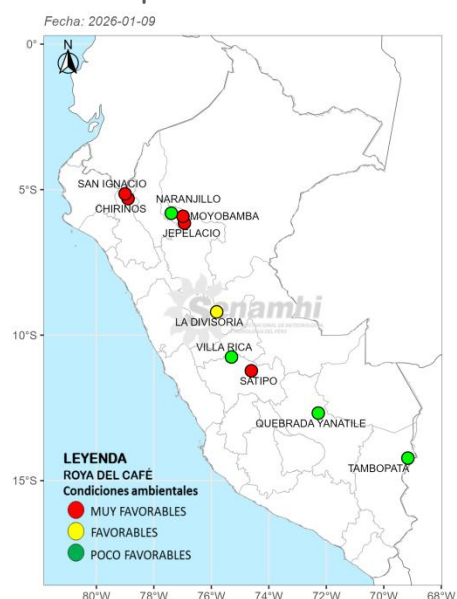 Fecha: 2026-01-09
N
0°
SAN IGNACIO
NARANJILLO
CHIRINOS
MOYOBAMBA
JEPELACIO
5°S
Senamhi
LA DIVISORIA
10°S
VILLA RICA
SATIPO
QUEBRADA YANATILE
TAMBOPATA
LEYENDA
ROYA DEL CAFÉ
Condiciones ambientales
15°S
MUY FAVORABLES
FAVORABLES
POCO FAVORABLES
80°W 78°W 76°W 74°W 72°W 70°W 68°W